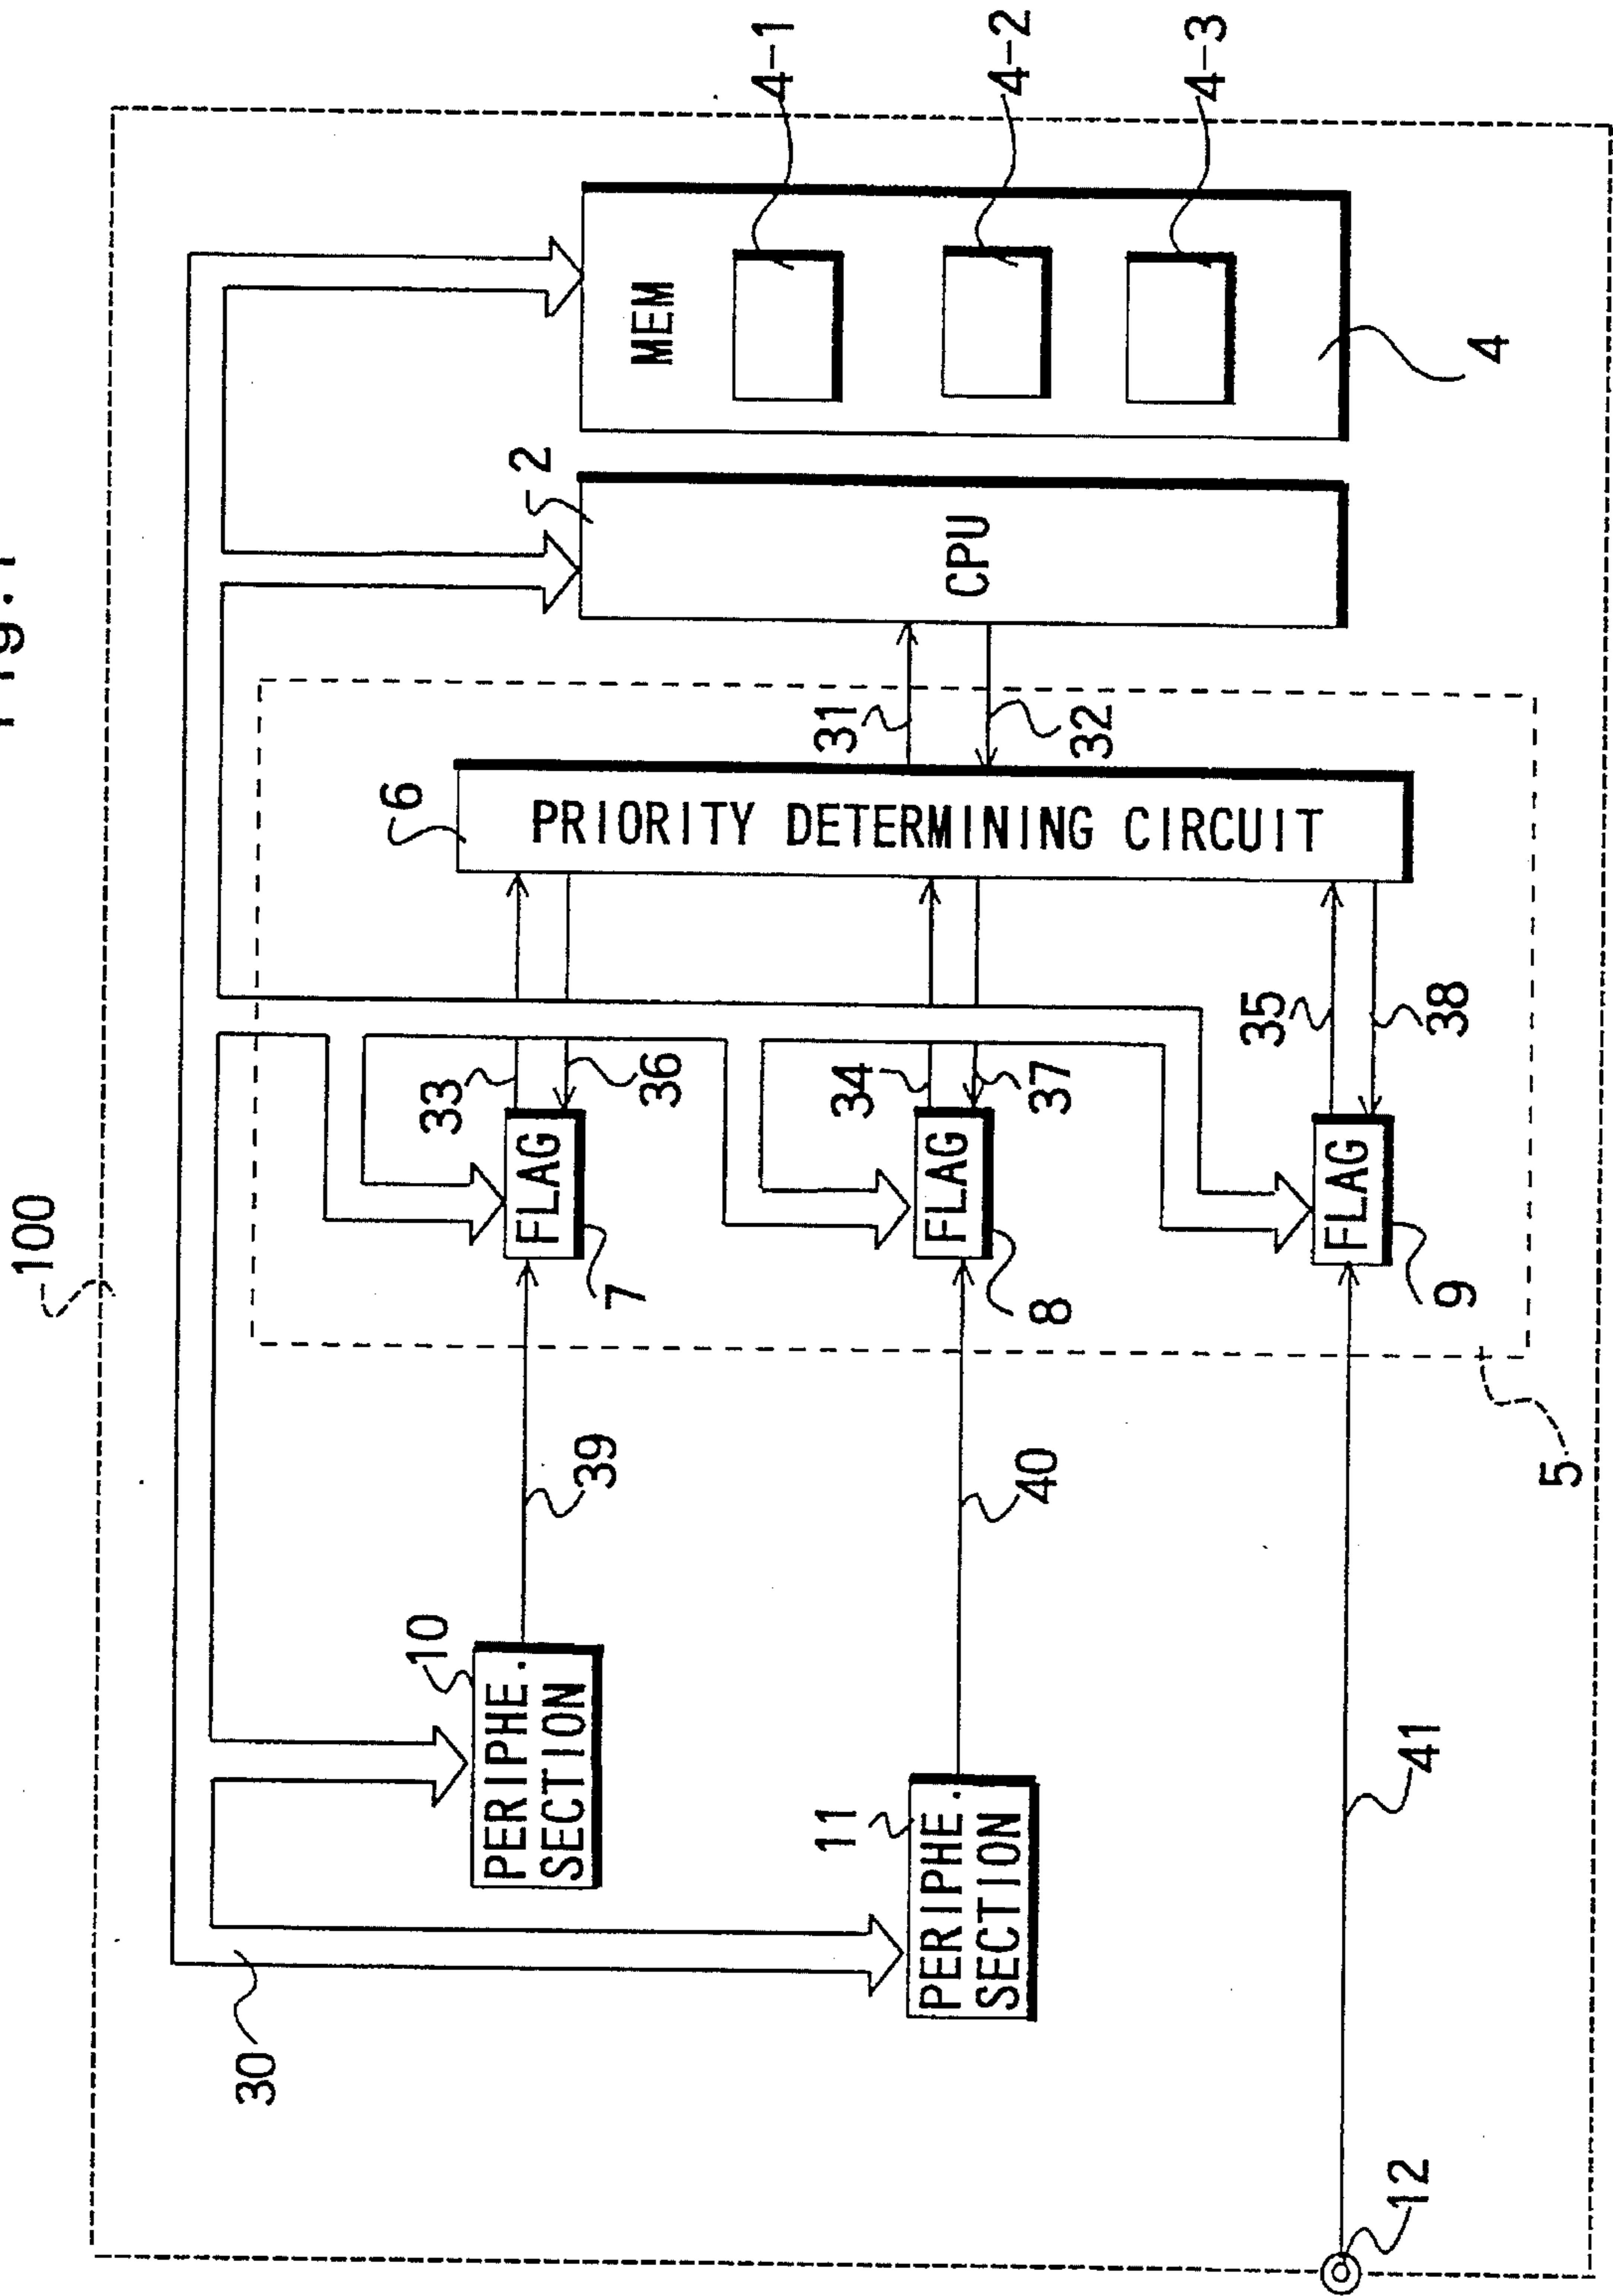 Fig. 1
100
30
10
PERIPHE.
SECTION
39
11
PERIPHE.
SECTION
40
12
41
5
FLAG
7
33
36
FLAG
8
34
37
FLAG
9
35
38
6
PRIORITY DETERMINING CIRCUIT
31
32
2
CPU
MEM
4-1
4-2
4-3
4